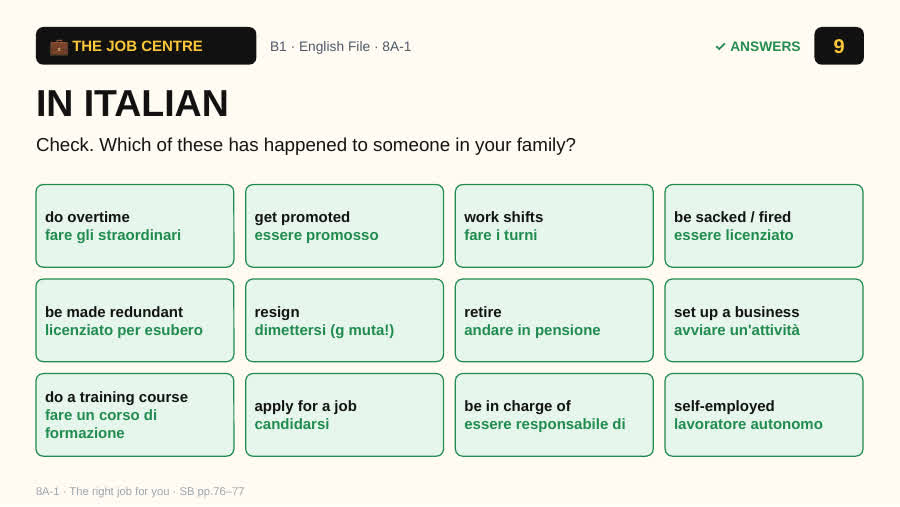 💼 THE JOB CENTRE
B1 · English File · 8A-1
✓ ANSWERS
9
IN ITALIAN
Check. Which of these has happened to someone in your family?
do overtime
fare gli straordinari
get promoted
essere promosso
work shifts
fare i turni
be sacked / fired
essere licenziato
be made redundant
licenziato per esubero
resign
dimettersi (g muta!)
retire
andare in pensione
set up a business
avviare un'attività
do a training course
fare un corso di
formazione
apply for a job
candidarsi
be in charge of
essere responsabile di
self-employed
lavoratore autonomo
8A-1 · The right job for you · SB pp.76–77